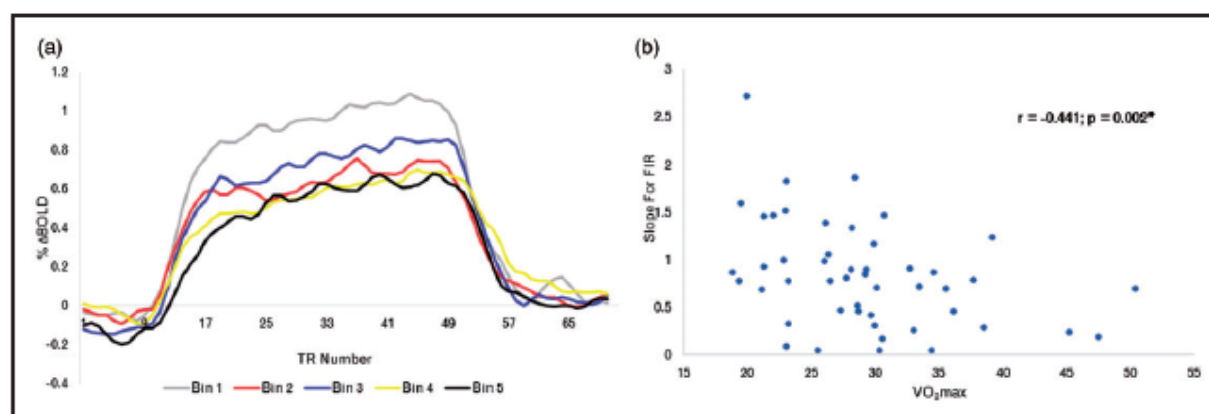 (a)
1.2
1
0.8
0.6
0.4
0.2
0
-0.2
-0.4
% ΔBOLD
1 9 17 25 33 41 49 57 65
TR Number
Bin 1 Bin 2 Bin 3 Bin 4 Bin 5
(b)
3
2.5
2
1.5
1
0.5
0
Slope For FIR
r = -0.441; p = 0.002*
15 20 25 30 35 40 45 50 55
VO₂max